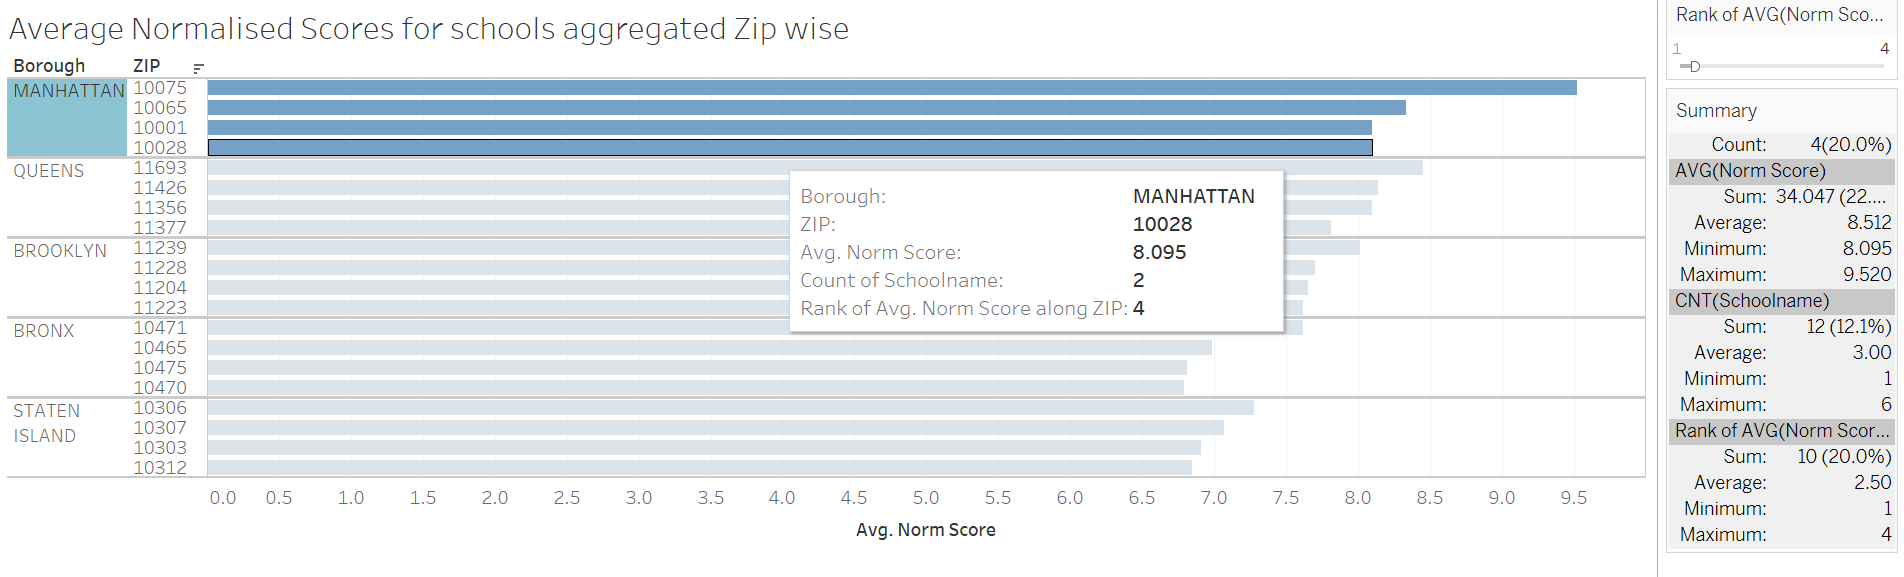 Average Normalised Scores for schools aggregated Zip wise
Borough ZIP
MANHATTAN 10075
10065
10001
10028
QUEENS 11693
11426
11356
11377
BROOKLYN 11239
11228
11204
11223
BRONX 10471
10465
10475
10470
STATEN ISLAND 10306
10307
10303
10312
0.0 0.5 1.0 1.5 2.0 2.5 3.0 3.5 4.0 4.5 5.0 5.5 6.0 6.5 7.0 7.5 8.0 8.5 9.0 9.5
Avg. Norm Score
Borough: MANHATTAN
ZIP: 10028
Avg. Norm Score: 8.095
Count of Schoolname: 2
Rank of Avg. Norm Score along ZIP: 4
Rank of AVG(Norm Sco...
1 4
Summary
Count: 4(20.0%)
AVG(Norm Score)
Sum: 34.047 (22....
Average: 8.512
Minimum: 8.095
Maximum: 9.520
CNT(Schoolname)
Sum: 12 (12.1%)
Average: 3.00
Minimum: 1
Maximum: 6
Rank of AVG(Norm Scor...
Sum: 10 (20.0%)
Average: 2.50
Minimum: 1
Maximum: 4